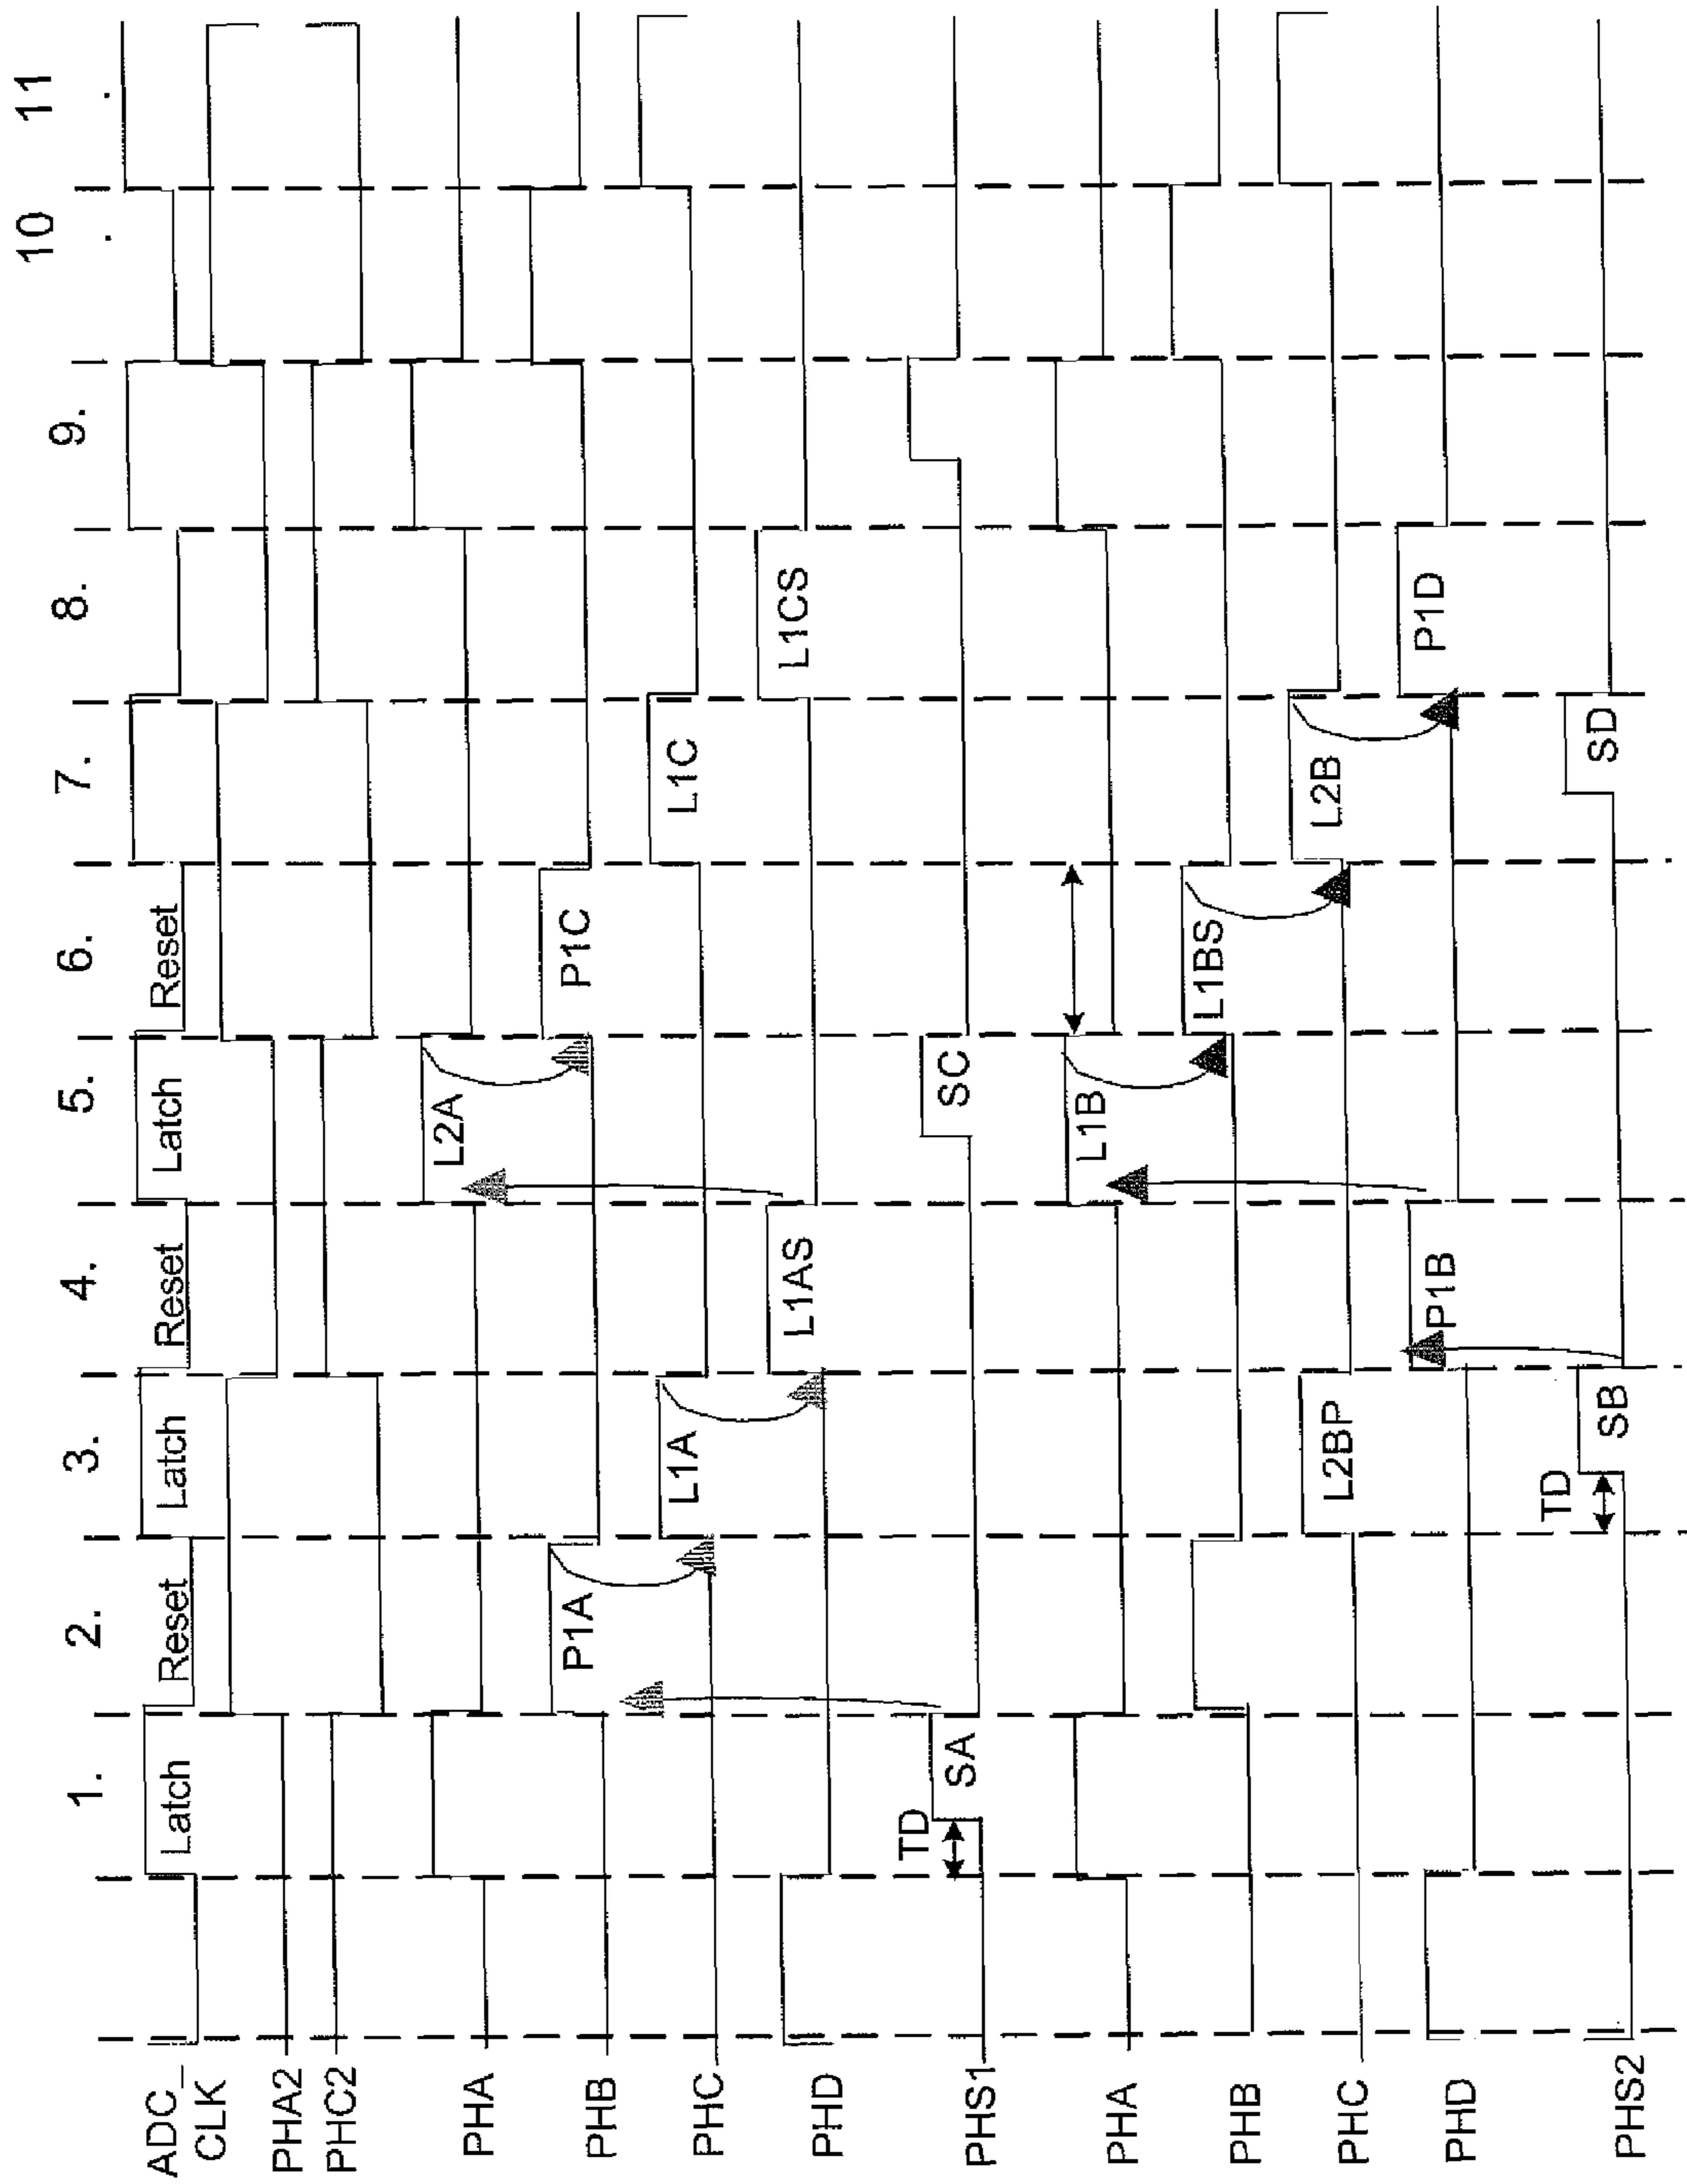 1. 2. 3. 4. 5. 6. 7. 8. 9. 10 11
ADC_
CLK
Latch Reset Latch Reset Latch Reset
PHA2
PHC2
PHA
L2A
PHB
P1A P1C
PHC
L1A L1C
PHD
L1AS L1CS
TD
PHS1
SA SC
PHA
L1B
PHB
L1BS
PHC
L2BP L2B
PHD
P1B P1D
TD
PHS2
SB SD